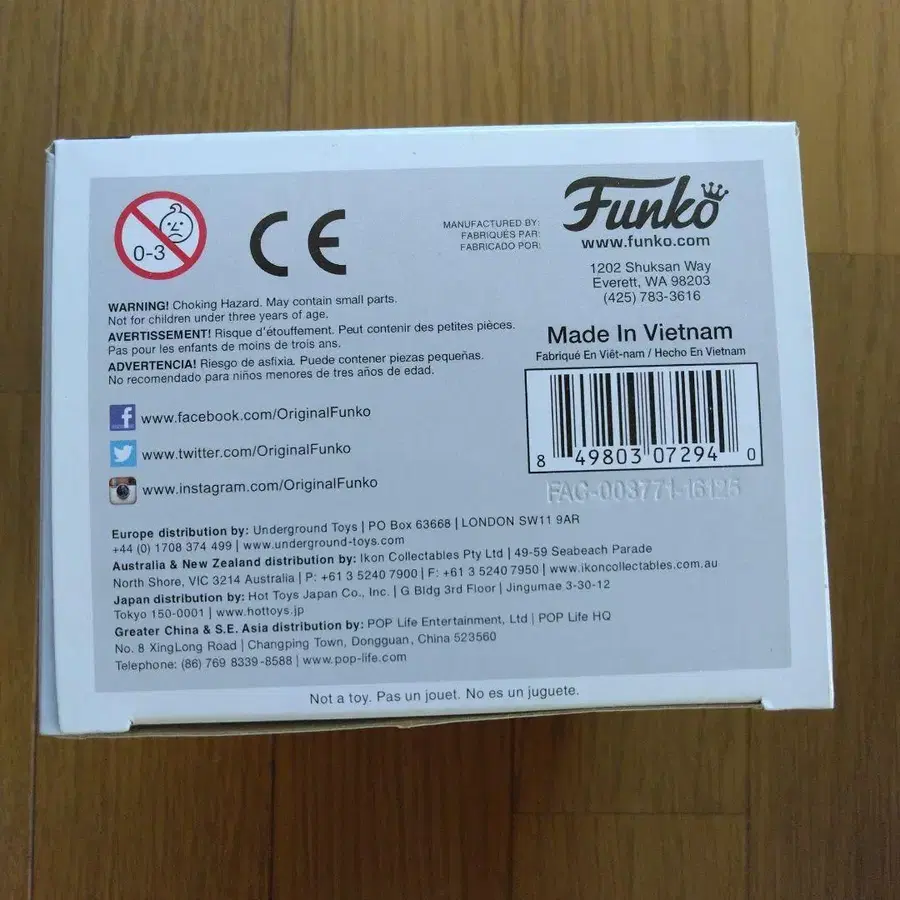 0-3
CE
MANUFACTURED BY:
FABRIQUÉS PAR:
FABRICADO POR:
Funko
www.funko.com
1202 Shuksan Way
Everett, WA 98203
(425) 783-3616
WARNING! Choking Hazard. May contain small parts.
Not for children under three years of age.
AVERTISSEMENT! Risque d'étouffement. Peut contenir des petites pièces.
Pas pour les enfants de moins de trois ans.
ADVERTENCIA! Riesgo de asfixia. Puede contener piezas pequeñas.
No recomendado para niños menores de tres años de edad.
Made In Vietnam
Fabriqué En Viêt-nam / Hecho En Vietnam
8 49803 07294 0
FAC-003771-16125
www.facebook.com/OriginalFunko
www.twitter.com/OriginalFunko
www.instagram.com/OriginalFunko
Europe distribution by: Underground Toys | PO Box 63668 | LONDON SW11 9AR
+44 (0) 1708 374 499 | www.underground-toys.com
Australia & New Zealand distribution by: Ikon Collectables Pty Ltd | 49-59 Seabeach Parade
North Shore, VIC 3214 Australia | P: +61 3 5240 7900 | F: +61 3 5240 7950 | www.ikoncollectables.com.au
Japan distribution by: Hot Toys Japan Co., Inc. | G Bldg 3rd Floor | Jingumae 3-30-12
Tokyo 150-0001 | www.hottoys.jp
Greater China & S.E. Asia distribution by: POP Life Entertainment, Ltd | POP Life HQ
No. 8 XingLong Road | Changping Town, Dongguan, China 523560
Telephone: (86) 769 8339-8588 | www.pop-life.com
Not a toy. Pas un jouet. No es un juguete.